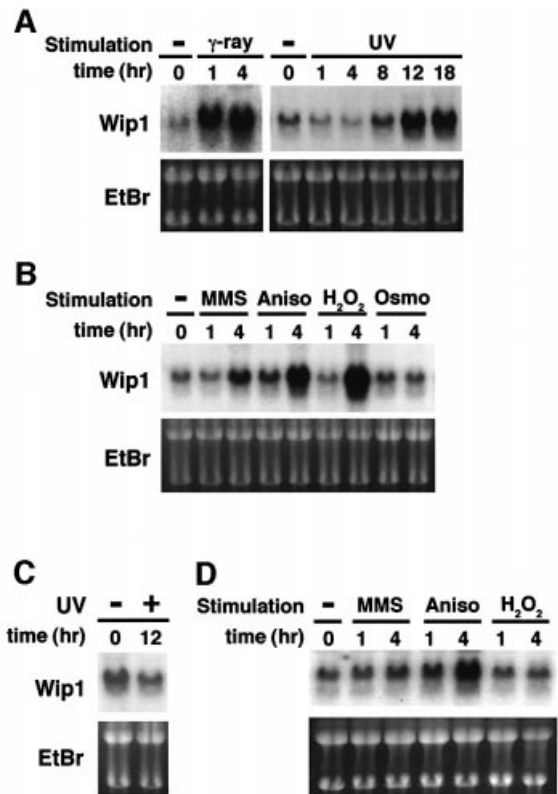 A
Stimulation – γ-ray – UV
time (hr) 0 1 4 0 1 4 8 12 18
Wip1
EtBr
B
Stimulation – MMS Aniso H₂O₂ Osmo
time (hr) 0 1 4 1 4 1 4 1 4
Wip1
EtBr
C
UV – +
time (hr) 0 12
Wip1
EtBr
D
Stimulation – MMS Aniso H₂O₂
time (hr) 0 1 4 1 4 1 4